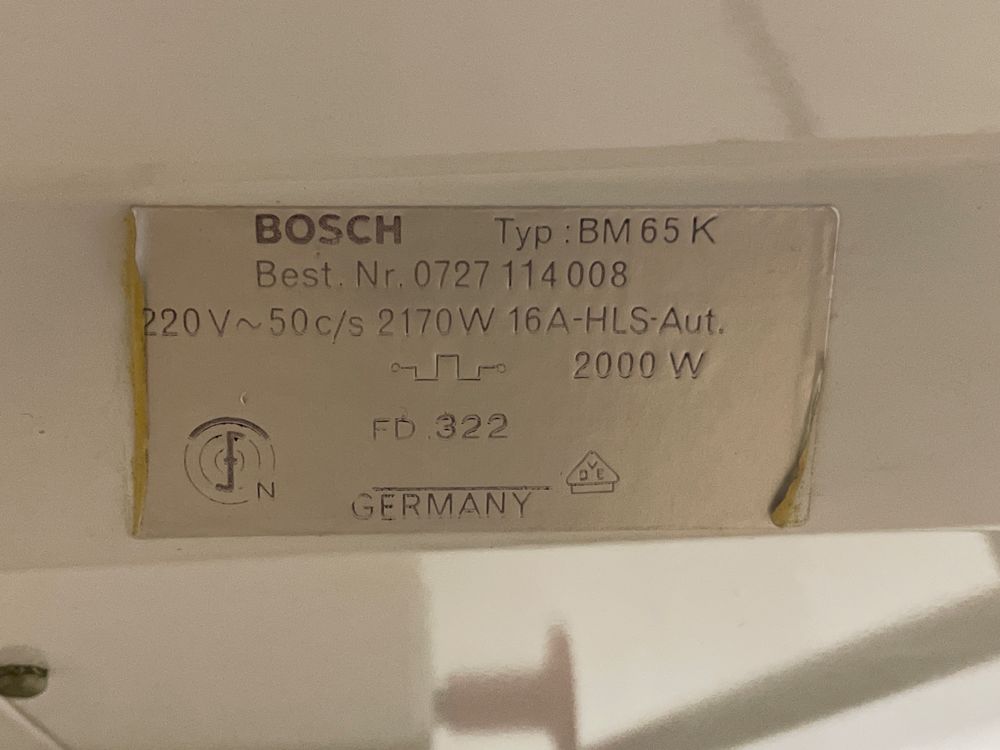 BOSCH Typ : BM 65 K
Best. Nr. 0727 114 008
220 V ~ 50 c/s 2170 W 16A-HLS-Aut.
2000 W
FD. 322
N
VDE
GERMANY